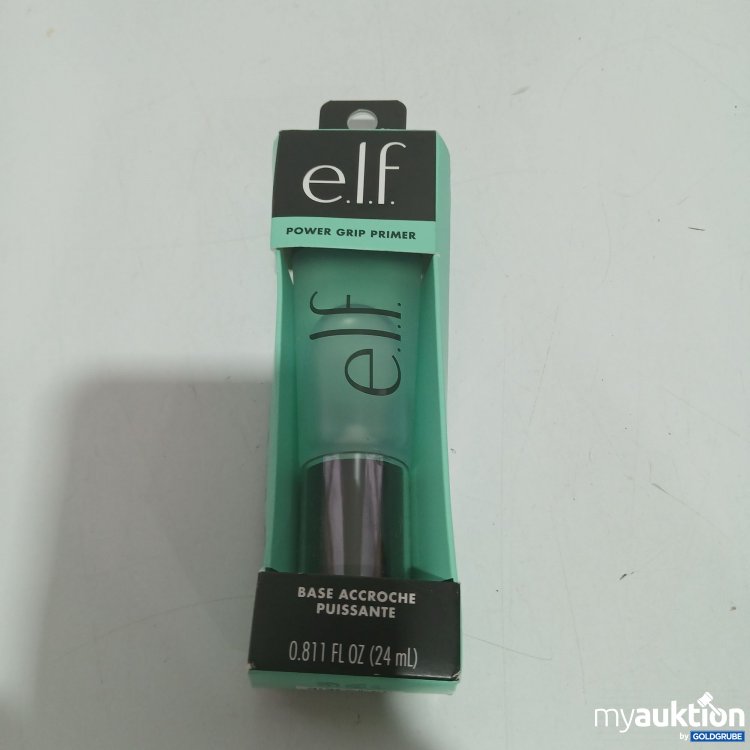 e.l.f.
POWER GRIP PRIMER
e.l.f.
BASE ACCROCHE
PUISSANTE
0.811 FL OZ (24 mL)
myauktion
by GOLDGRUBE